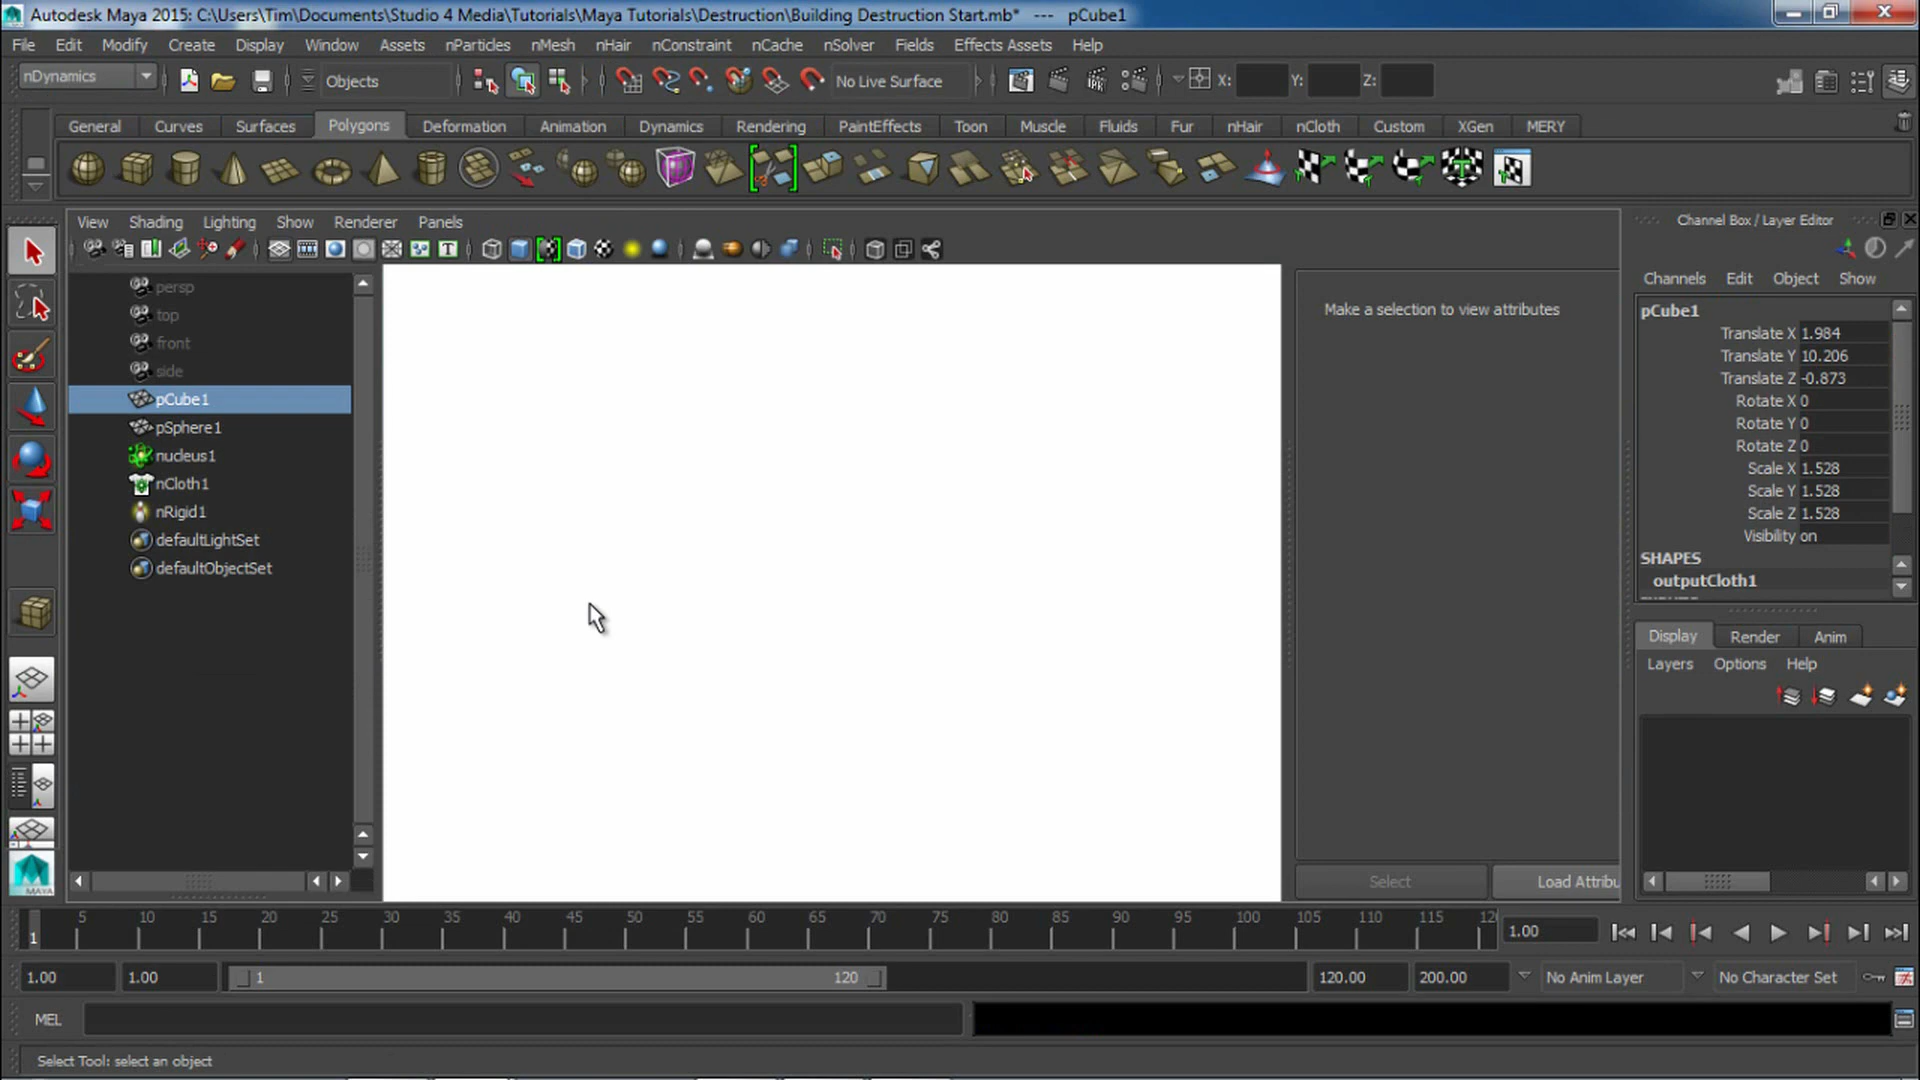 Autodesk Maya 2015: C:\Users\Tim\Documents\Studio 4 Media\Tutorials\Maya Tutorials\Destruction\Building Destruction Start.mb* --- pCube1
File Edit Modify Create Display Window Assets nParticles nMesh nHair nConstraint nCache nSolver Fields Effects Assets Help
nDynamics Objects No Live Surface X: Y: Z:
General Curves Surfaces Polygons Deformation Animation Dynamics Rendering PaintEffects Toon Muscle Fluids Fur nHair nCloth Custom XGen MERY
View Shading Lighting Show Renderer Panels
Channel Box / Layer Editor
Channels Edit Object Show
persp
top
front
side
pCube1
pSphere1
nucleus1
nCloth1
nRigid1
defaultLightSet
defaultObjectSet
Make a selection to view attributes
Select Load Attribu
pCube1
Translate X 1.984
Translate Y 10.206
Translate Z -0.873
Rotate X 0
Rotate Y 0
Rotate Z 0
Scale X 1.528
Scale Y 1.528
Scale Z 1.528
Visibility on
SHAPES
outputCloth1
Display Render Anim
Layers Options Help
MAYA
1 5 10 15 20 25 30 35 40 45 50 55 60 65 70 75 80 85 90 95 100 105 110 115 12
1.00
1.00 1.00 1 120 120.00 200.00 No Anim Layer No Character Set
MEL
Select Tool: select an object